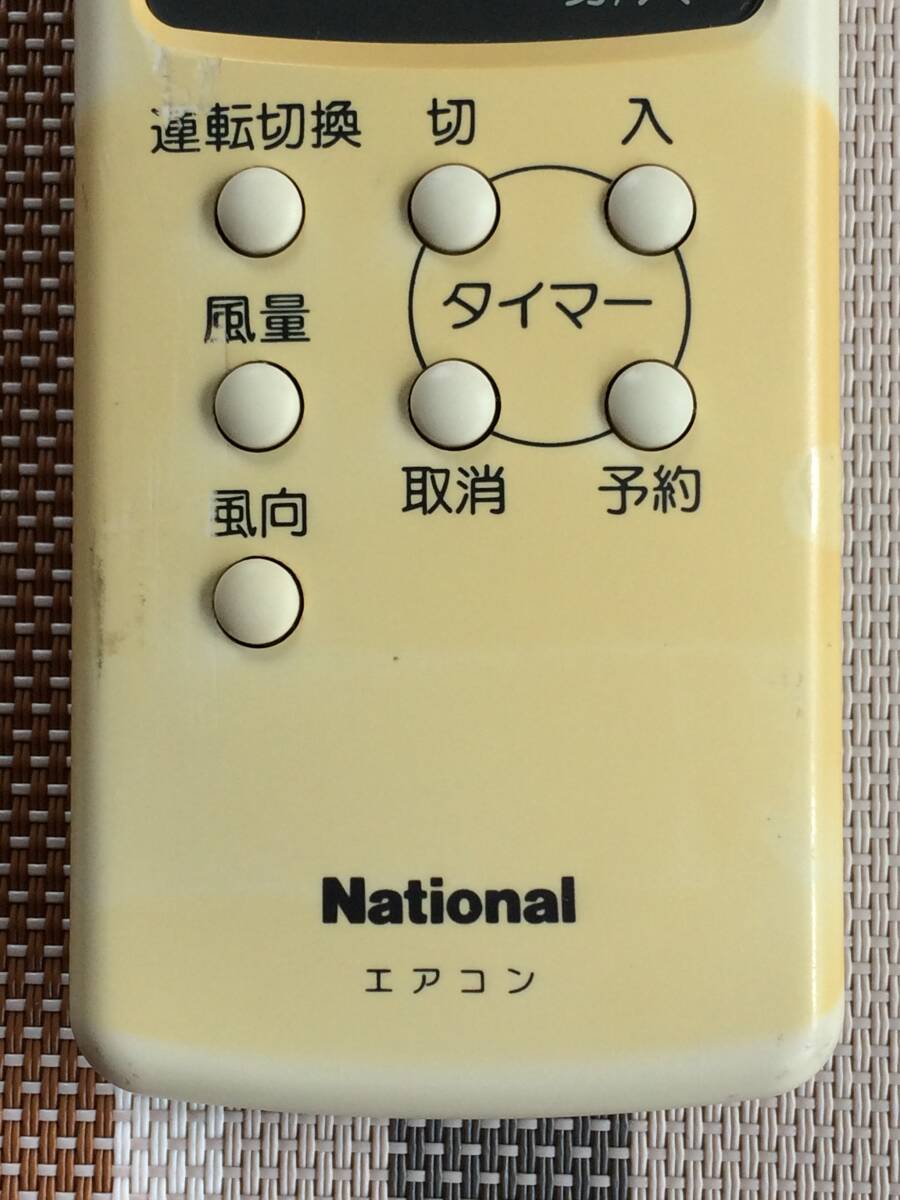 運転切換 切 入
タイマー
風量
取消 予約
風向
National
エアコン